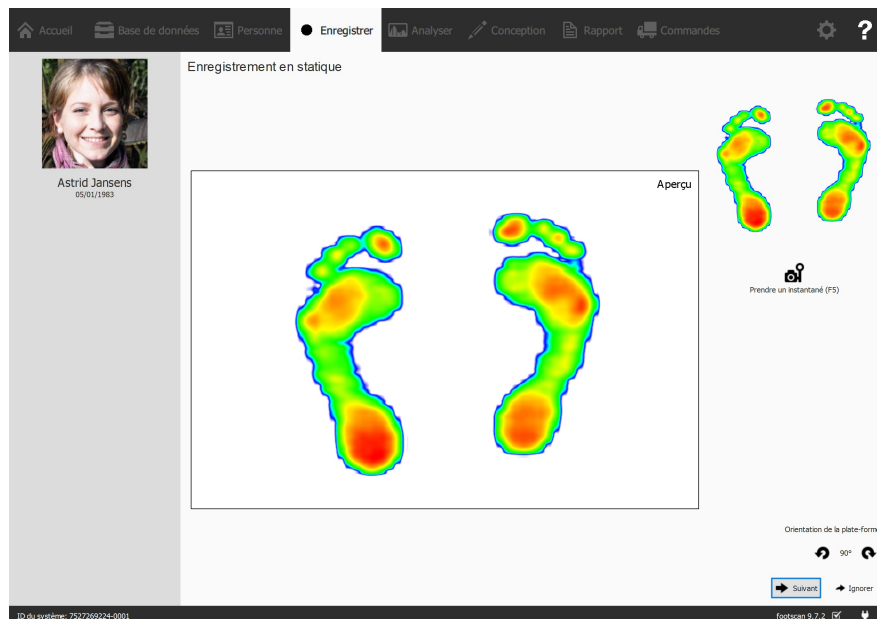 Accueil
Base de données
Personne
Enregistrer
Analyser
Conception
Rapport
Commandes
?
Enregistrement en statique
Astrid Jansens
05/01/1983
Aperçu
Prendre un instantané (F5)
Orientation de la plate-form
90°
Suivant
Ignorer
ID du système: 7527269224-0001
footscan 9.7.2